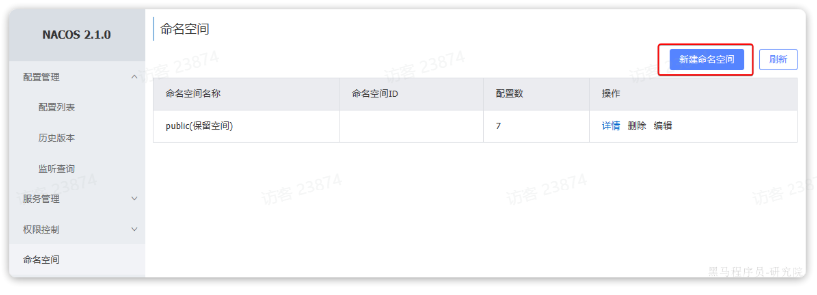 NACOS 2.1.0
配置管理
配置列表
历史版本
监听查询
服务管理
权限控制
命名空间
命名空间
新建命名空间 刷新
命名空间名称 命名空间ID 配置数 操作
public(保留空间) 7 详情 删除 编辑
访客 23874
访客 23874
访客 23874
访客 23874
访客 23874
访客 23874
访客 23874
黑马程序员-研究院